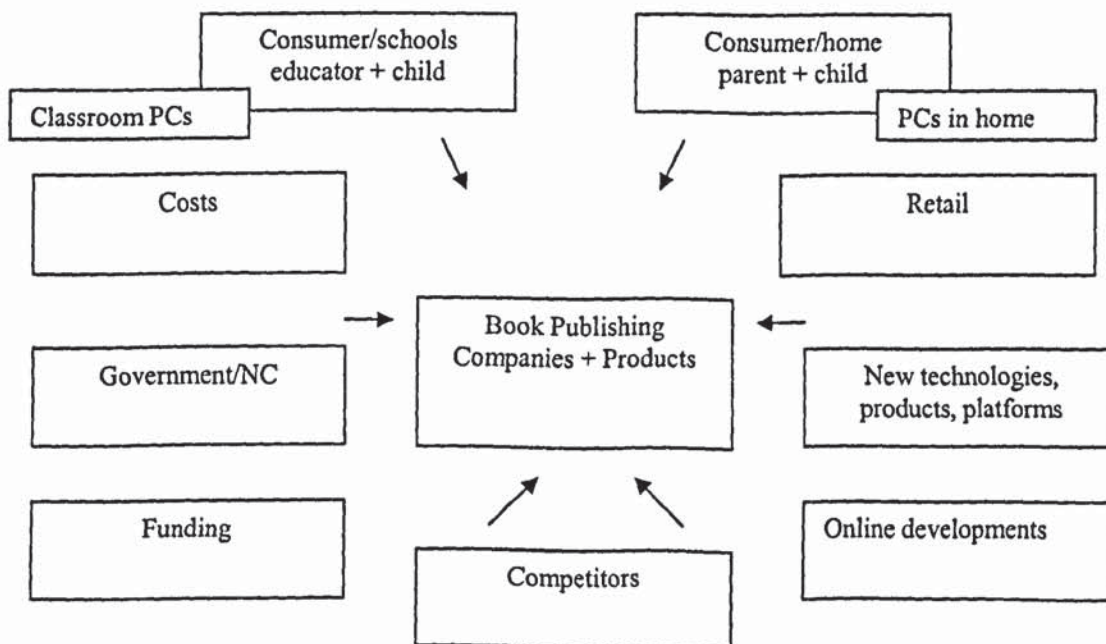 Consumer/schools
educator + child
Consumer/home
parent + child
Classroom PCs
PCs in home
Costs
Retail
Book Publishing
Companies + Products
Government/NC
New technologies,
products, platforms
Funding
Online developments
Competitors